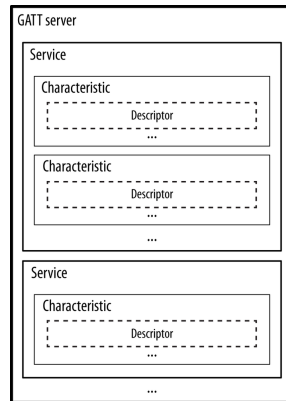 GATT server
Service
Characteristic
Descriptor
...
Characteristic
Descriptor
...
...
Service
Characteristic
Descriptor
...
...